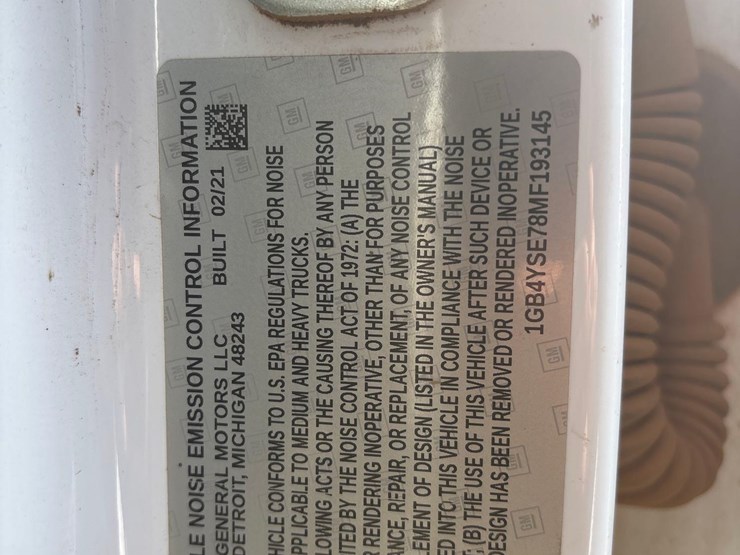 LE NOISE EMISSION CONTROL INFORMATION
GENERAL MOTORS LLC BUILT 02/21
DETROIT, MICHIGAN 48243
HICLE CONFORMS TO U.S. EPA REGULATIONS FOR NOISE
PPLICABLE TO MEDIUM AND HEAVY TRUCKS.
LOWING ACTS OR THE CAUSING THEREOF BY ANY PERSON
ITED BY THE NOISE CONTROL ACT OF 1972: (A) THE
R RENDERING INOPERATIVE, OTHER THAN FOR PURPOSES
ANCE, REPAIR, OR REPLACEMENT, OF ANY NOISE CONTROL
EMENT OF DESIGN (LISTED IN THE OWNER'S MANUAL)
ED INTO THIS VEHICLE IN COMPLIANCE WITH THE NOISE
; (B) THE USE OF THIS VEHICLE AFTER SUCH DEVICE OR
DESIGN HAS BEEN REMOVED OR RENDERED INOPERATIVE.
1GB4YSE78MF193145